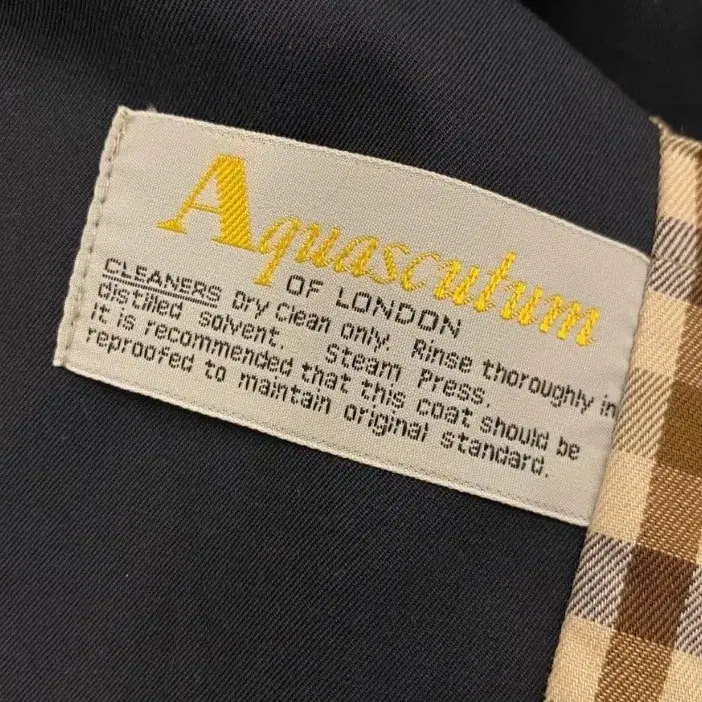 Aquascutum
OF LONDON
CLEANERS Dry Clean only. Rinse thoroughly in
distilled solvent. Steam Press.
It is recommended that this coat should be
reproofed to maintain original standard.